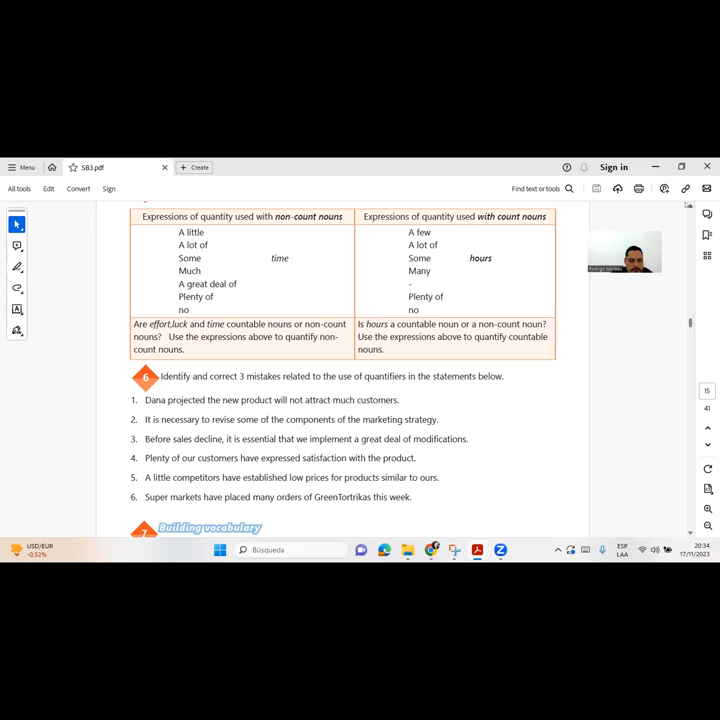 Menu
SB3.pdf
Create
Sign in
All tools
Edit
Convert
Sign
Find text or tools
Expressions of quantity used with non-count nouns
Expressions of quantity used with count nouns
A little
A lot of
Some
time
Much
A great deal of
Plenty of
no
A few
A lot of
Some
hours
Many
-
Plenty of
no
Are effort,luck and time countable nouns or non-count
nouns? Use the expressions above to quantify non-
count nouns.
Is hours a countable noun or a non-count noun?
Use the expressions above to quantify countable
nouns.
Rodrigo Morales
6 Identify and correct 3 mistakes related to the use of quantifiers in the statements below.
1. Dana projected the new product will not attract much customers.
2. It is necessary to revise some of the components of the marketing strategy.
3. Before sales decline, it is essential that we implement a great deal of modifications.
4. Plenty of our customers have expressed satisfaction with the product.
5. A little competitors have established low prices for products similar to ours.
6. Super markets have placed many orders of GreenTortrikas this week.
7 Building vocabulary
15
41
USD/EUR
-0,52%
Búsqueda
ESP
LAA
20:34
17/11/2023